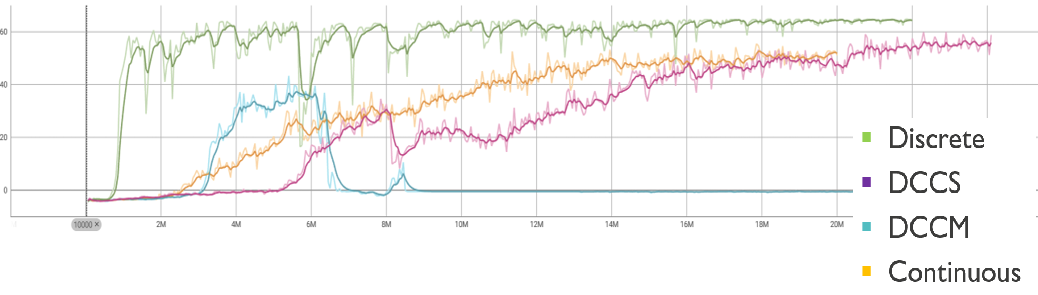 60
40
20
0
10000 ×
2M
4M
6M
8M
10M
12M
14M
16M
18M
20M
Discrete
DCCS
DCCM
Continuous